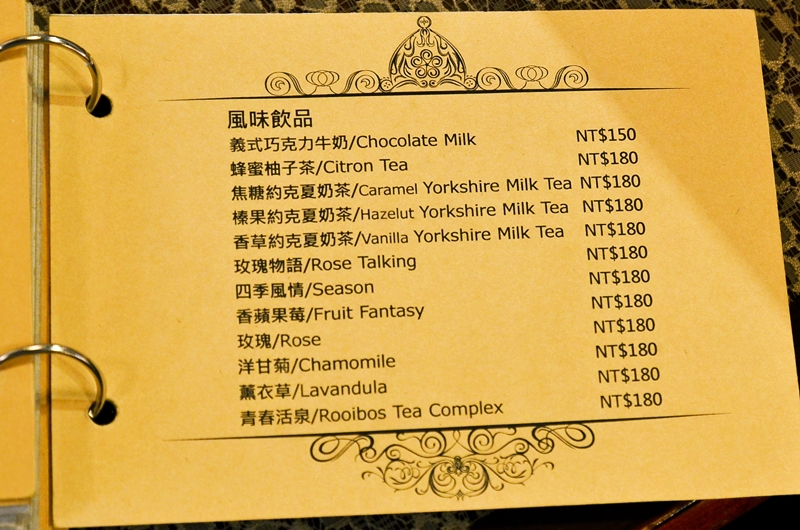 風味飲品
義式巧克力牛奶/Chocolate Milk NT$150
蜂蜜柚子茶/Citron Tea NT$180
焦糖約克夏奶茶/Caramel Yorkshire Milk Tea NT$180
榛果約克夏奶茶/Hazelut Yorkshire Milk Tea NT$180
香草約克夏奶茶/Vanilla Yorkshire Milk Tea NT$180
玫瑰物語/Rose Talking NT$180
四季風情/Season NT$180
香蘋果莓/Fruit Fantasy NT$180
玫瑰/Rose NT$180
洋甘菊/Chamomile NT$180
薰衣草/Lavandula NT$180
青春活泉/Rooibos Tea Complex NT$180